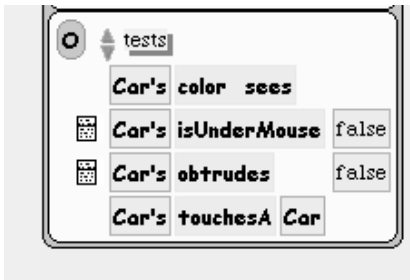 O tests
Car's color sees
Car's isUnderMouse false
Car's obtrudes false
Car's touchesA Car